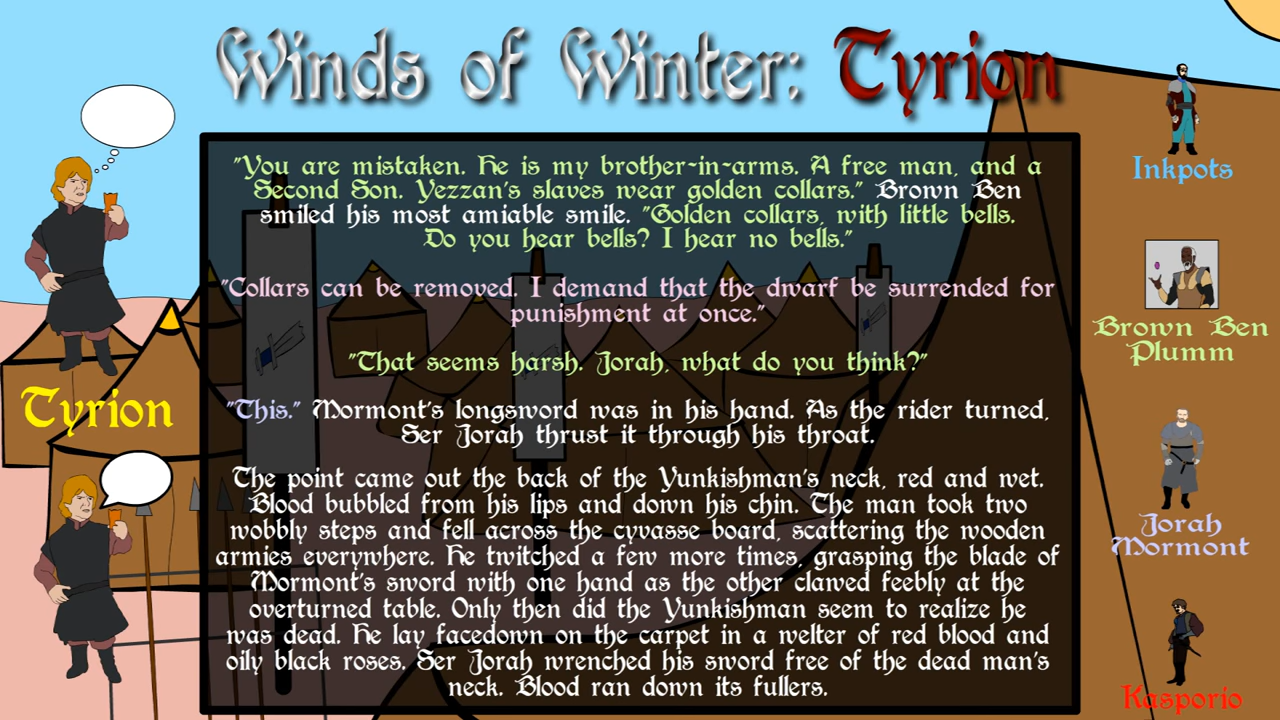 Winds of Winter: Tyrion
"You are mistaken. He is my brother-in-arms. A free man, and a
Second Son. Yezzan's slaves wear golden collars." Brown Ben
smiled his most amiable smile. "Golden collars, with little bells.
Do you hear bells? I hear no bells."
"Collars can be removed. I demand that the dwarf be surrended for
punishment at once."
"That seems harsh. Jorah, what do you think?"
"This." Mormont's longsword was in his hand. As the rider turned,
Ser Jorah thrust it through his throat.
The point came out the back of the Yunkishman's neck, red and wet.
Blood bubbled from his lips and down his chin. The man took two
wobbly steps and fell across the cyvasse board, scattering the wooden
armies everywhere. He twitched a few more times, grasping the blade of
Mormont's sword with one hand as the other clawed feebly at the
overturned table. Only then did the Yunkishman seem to realize he
was dead. He lay facedown on the carpet in a welter of red blood and
oily black roses. Ser Jorah wrenched his sword free of the dead man's
neck. Blood ran down its fullers.
Tyrion
Inkpots
Brown Ben
Plumm
Jorah
Mormont
Kasporio